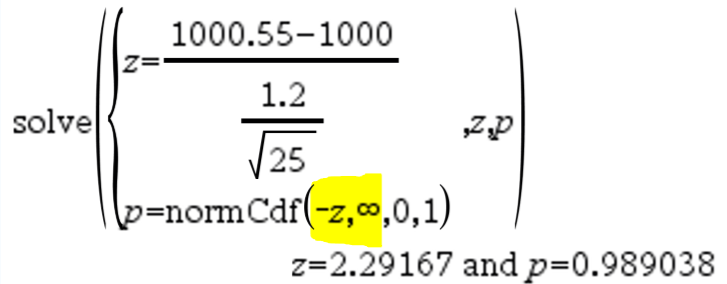 1000.55−1000
z=
1.2
solve ,z,p
√25
p=normCdf(-z,∞,0,1)
z=2.29167 and p=0.989038